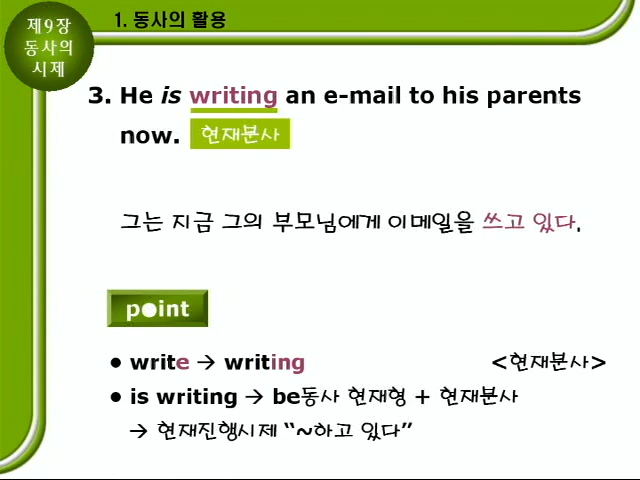 제9장
동사의
시제
1. 동사의 활용
3. He is writing an e-mail to his parents
now. 현재분사
그는 지금 그의 부모님에게 이메일을 쓰고 있다.
point
● write → writing <현재분사>
● is writing → be동사 현재형 + 현재분사
→ 현재진행시제 “~하고 있다”